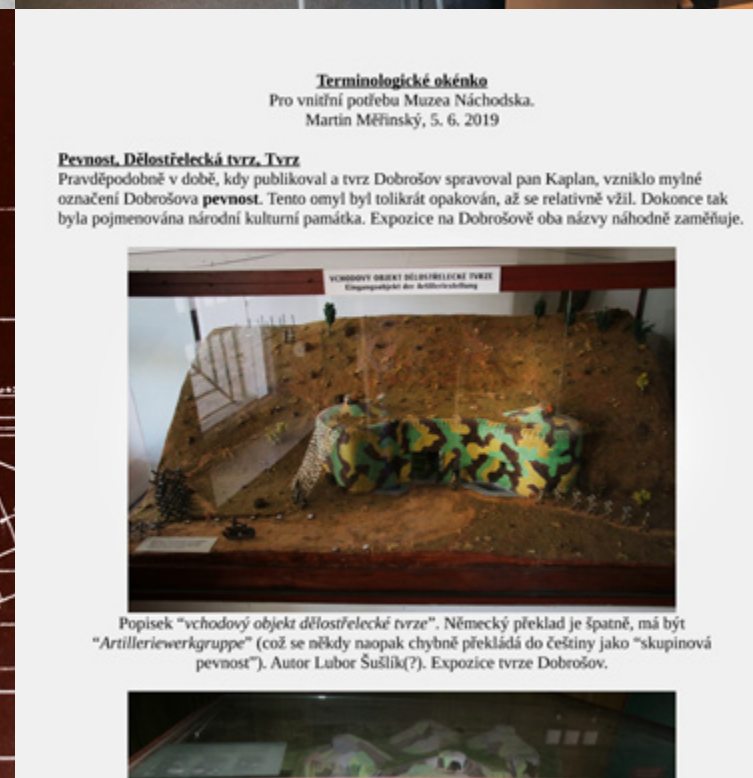 Terminologické okénko
Pro vnitřní potřebu Muzea Náchodska.
Martin Měřinský, 5. 6. 2019
Pevnost, Dělostřelecká tvrz, Tvrz
Pravděpodobně v době, kdy publikoval a tvrz Dobrošov spravoval pan Kaplan, vzniklo mylné
označení Dobrošova pevnost. Tento omyl byl tolikrát opakován, až se relativně vžil. Dokonce tak
byla pojmenována národní kulturní památka. Expozice na Dobrošově oba názvy náhodně zaměňuje.
VCHODOVÝ OBJEKT DĚLOSTŘELECKÉ TVRZE
Eingangsobjekt der Artilleriestellung
Popisek “vchodový objekt dělostřelecké tvrze”. Německý překlad je špatně, má být
“Artilleriewerkgruppe” (což se někdy naopak chybně překládá do češtiny jako “skupinová
pevnost”). Autor Lubor Šušlík(?). Expozice tvrze Dobrošov.